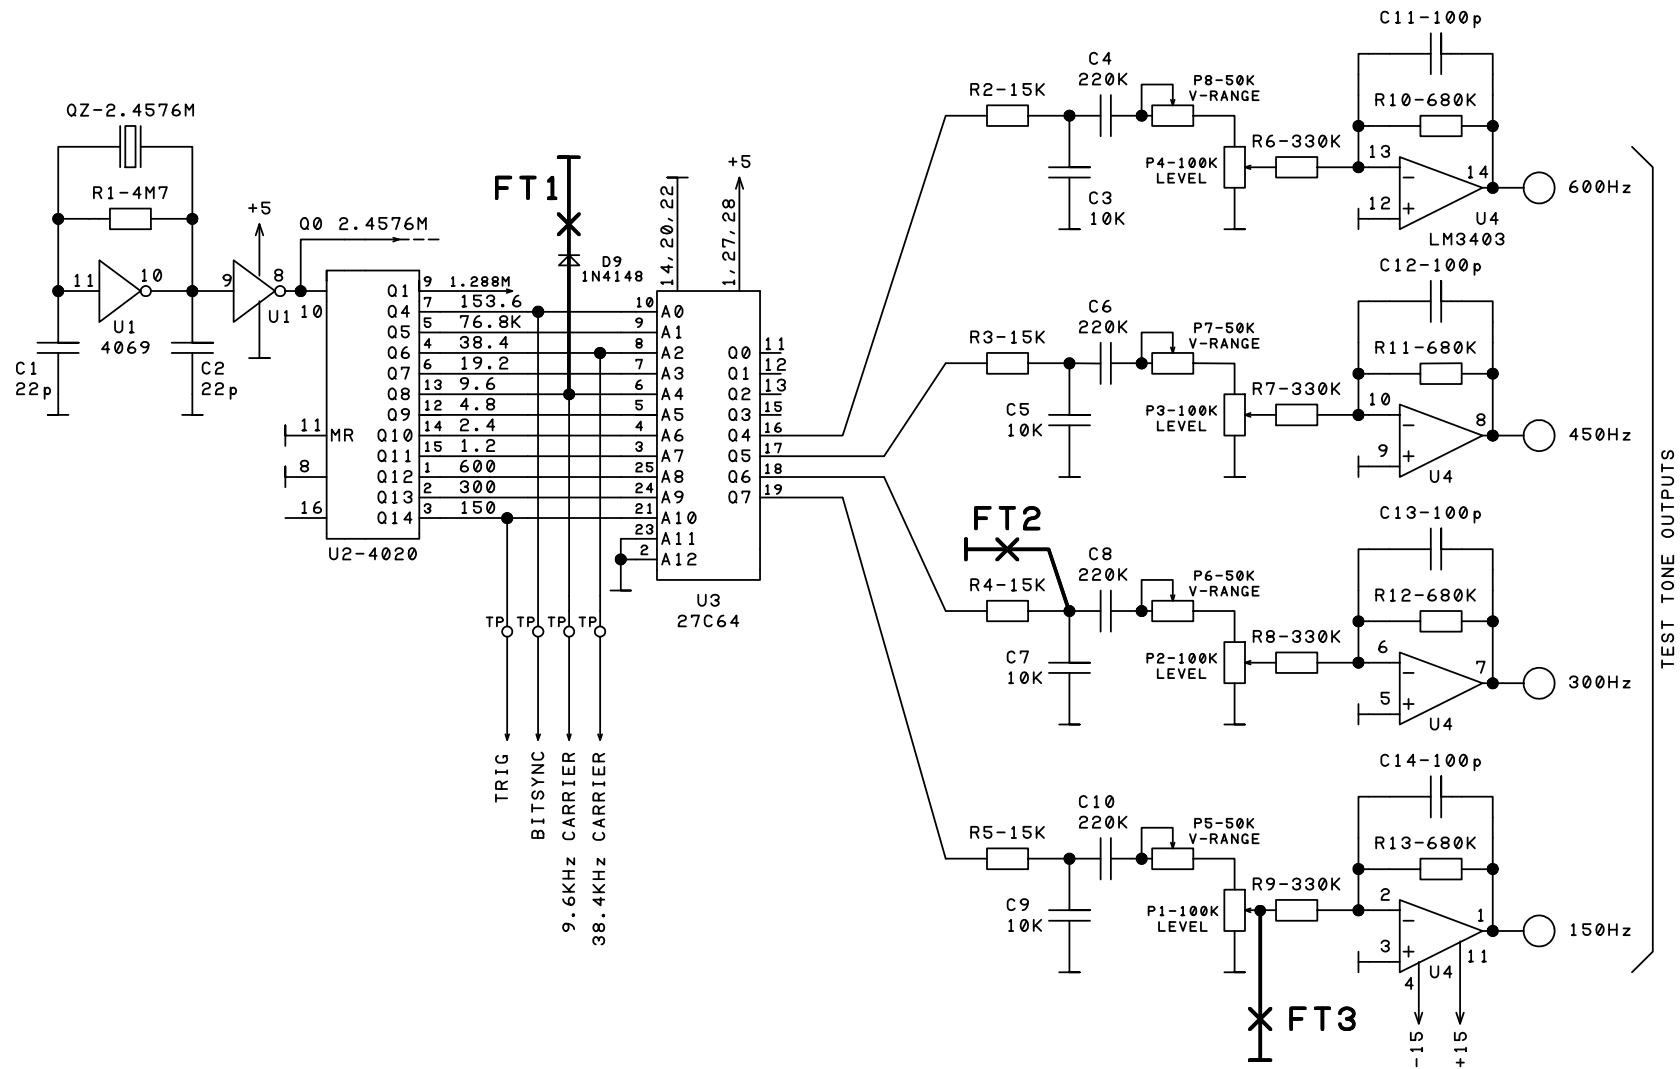 QZ-2.4576M
R1-4M7
11
10
U1
4069
C1
22p
C2
22p
+5
9
8
U1
Q0 2.4576M
10
11
MR
8
16
Q1
Q4
Q5
Q6
Q7
Q8
Q9
Q10
Q11
Q12
Q13
Q14
U2-4020
9 1.288M
7 153.6
5 76.8K
4 38.4
6 19.2
13 9.6
12 4.8
14 2.4
15 1.2
1 600
2 300
3 150
FT1
D9
1N4148
14,20,22
+5
1,27,28
10 A0
9 A1
8 A2
7 A3
6 A4
5 A5
4 A6
3 A7
25 A8
24 A9
21 A10
23 A11
2 A12
Q0 11
Q1 12
Q2 13
Q3 15
Q4 16
Q5 17
Q6 18
Q7 19
U3
27C64
TP TP TP TP
TRIG
BITSYNC
9.6KHz CARRIER
38.4KHz CARRIER
R2-15K
C4
220K
C3
10K
P8-50K
V-RANGE
P4-100K
LEVEL
R6-330K
C11-100p
R10-680K
13
12
14
U4
LM3403
600Hz
R3-15K
C6
220K
C5
10K
P7-50K
V-RANGE
P3-100K
LEVEL
R7-330K
C12-100p
R11-680K
10
9
8
U4
450Hz
FT2
R4-15K
C8
220K
C7
10K
P6-50K
V-RANGE
P2-100K
LEVEL
R8-330K
C13-100p
R12-680K
6
5
7
U4
300Hz
R5-15K
C10
220K
C9
10K
P5-50K
V-RANGE
P1-100K
LEVEL
R9-330K
C14-100p
R13-680K
2
3
1
U4
4
11
-15
+15
150Hz
FT3
TEST TONE OUTPUTS